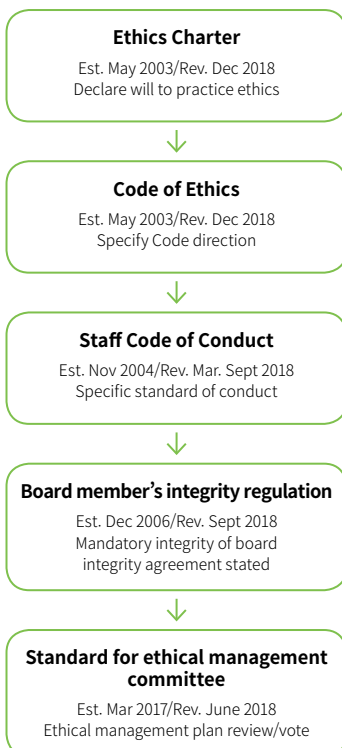 Ethics Charter
Est. May 2003/Rev. Dec 2018
Declare will to practice ethics
Code of Ethics
Est. May 2003/Rev. Dec 2018
Specify Code direction
Staff Code of Conduct
Est. Nov 2004/Rev. Mar. Sept 2018
Specific standard of conduct
Board member's integrity regulation
Est. Dec 2006/Rev. Sept 2018
Mandatory integrity of board
integrity agreement stated
Standard for ethical management
committee
Est. Mar 2017/Rev. June 2018
Ethical management plan review/vote